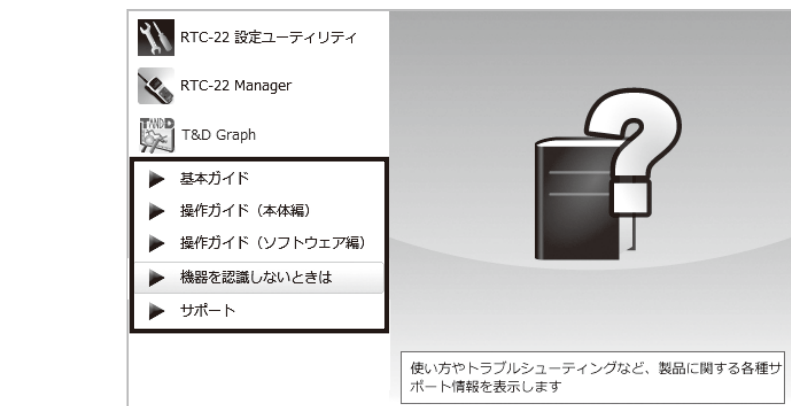 RTC-22 設定ユーティリティ
RTC-22 Manager
TAND
T&D Graph
基本ガイド
操作ガイド（本体編）
操作ガイド（ソフトウェア編）
機器を認識しないときは
サポート
?
使い方やトラブルシューティングなど、製品に関する各種サ
ポート情報を表示します